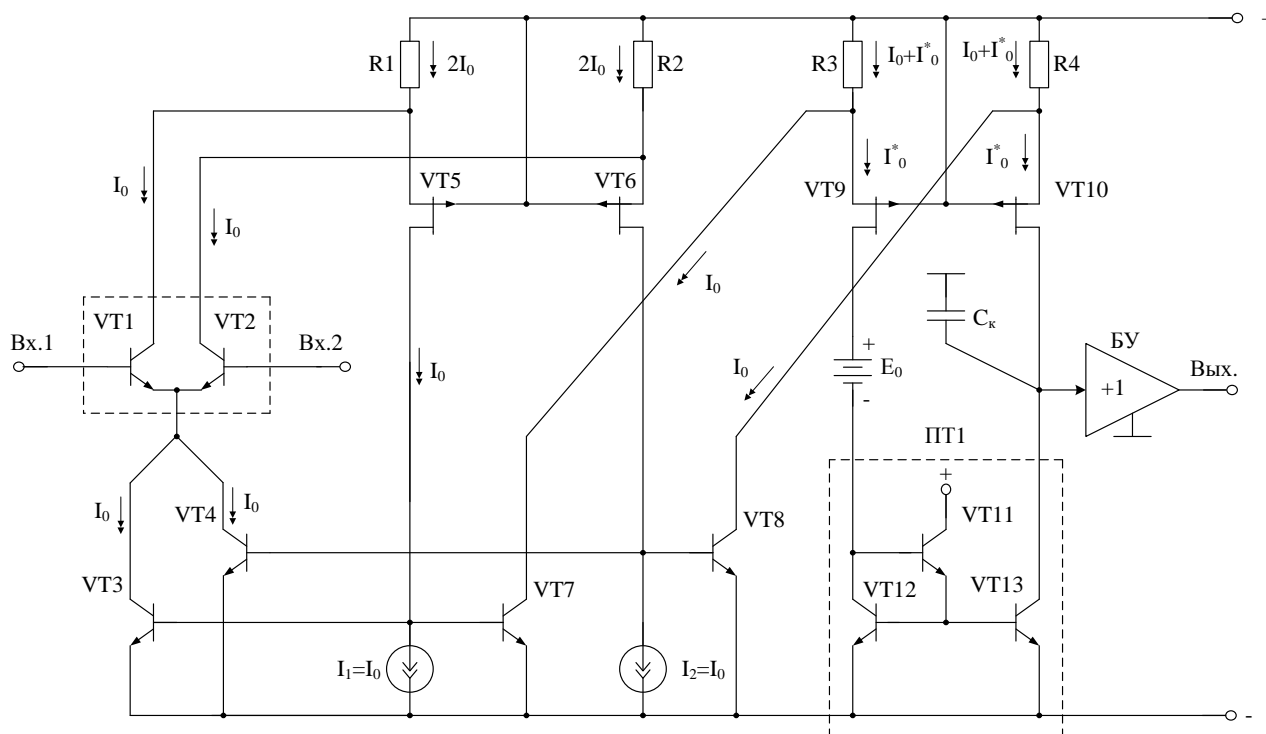 +
R1
2I₀
2I₀
R2
R3
I₀+I*₀
I₀+I*₀
R4
I₀
I₀
VT5
VT6
I*₀
I*₀
VT9
VT10
I₀
VT1
VT2
Вх.1
Вх.2
I₀
I₀
+
E₀
-
Cк
БУ
+1
Вых.
ПТ1
I₀
VT4
I₀
VT8
+
VT11
VT3
VT7
VT12
VT13
I₁=I₀
I₂=I₀
-